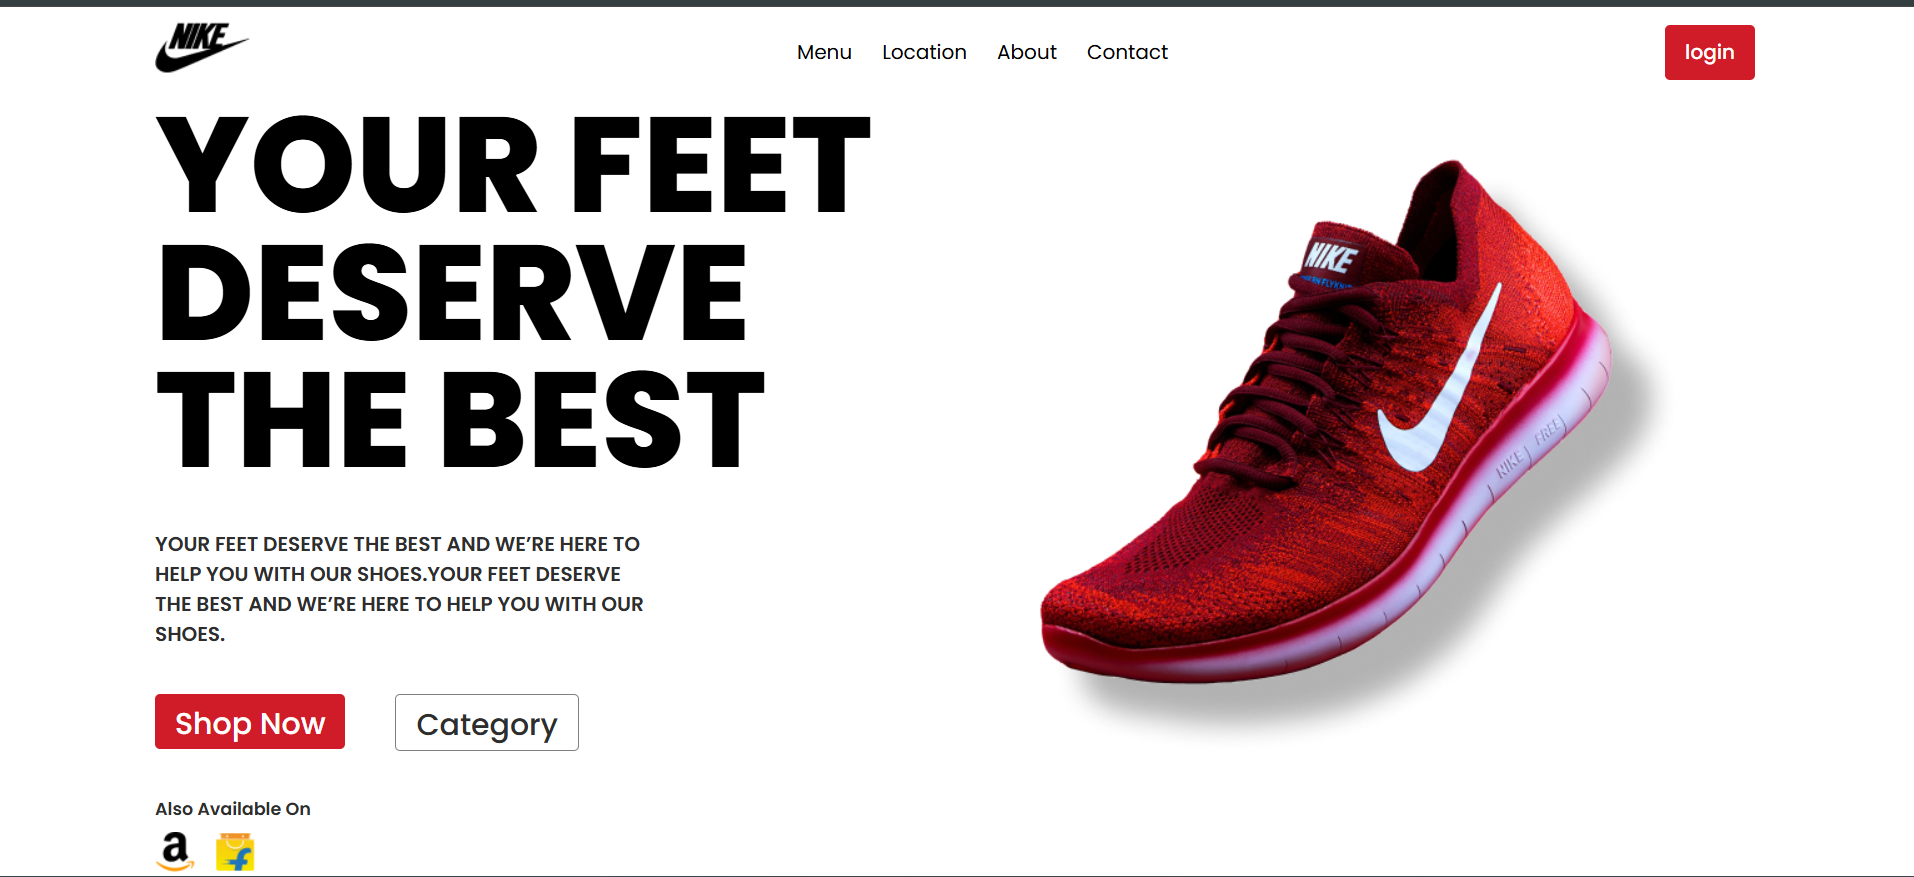 NIKE
Menu Location About Contact
login
YOUR FEET
DESERVE
THE BEST
YOUR FEET DESERVE THE BEST AND WE’RE HERE TO
HELP YOU WITH OUR SHOES.YOUR FEET DESERVE
THE BEST AND WE’RE HERE TO HELP YOU WITH OUR
SHOES.
Shop Now
Category
Also Available On
a
f
NIKE
FLYKNIT
NIKE FREE